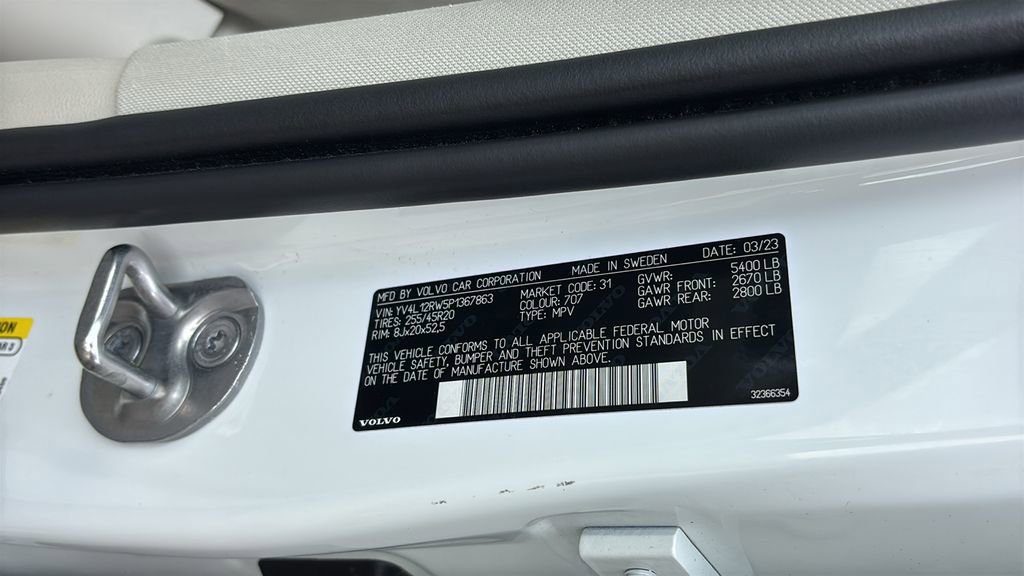 MFD BY VOLVO CAR CORPORATION MADE IN SWEDEN DATE: 03/23
VIN: YV4L12RW5P1367863 MARKET CODE: 31 GVWR: 5400 LB
TIRES: 255/45R20 COLOUR: 707 GAWR FRONT: 2670 LB
RIM: 8JX20X52,5 TYPE: MPV GAWR REAR: 2800 LB
THIS VEHICLE CONFORMS TO ALL APPLICABLE FEDERAL MOTOR
VEHICLE SAFETY, BUMPER AND THEFT PREVENTION STANDARDS IN EFFECT
ON THE DATE OF MANUFACTURE SHOWN ABOVE.
VOLVO 32366354